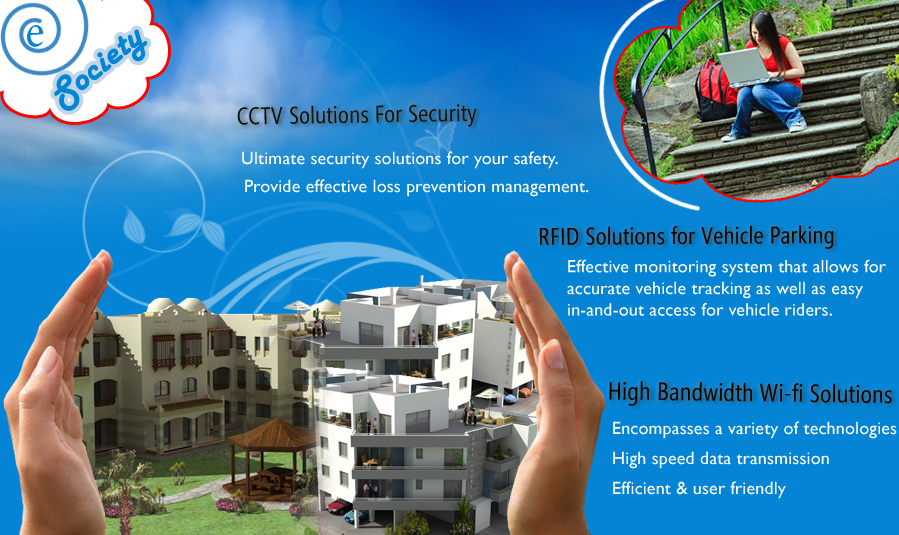 e
Society
CCTV Solutions For Security
Ultimate security solutions for your safety.
Provide effective loss prevention management.
RFID Solutions for Vehicle Parking
Effective monitoring system that allows for
accurate vehicle tracking as well as easy
in-and-out access for vehicle riders.
High Bandwidth Wi-fi Solutions
Encompasses a variety of technologies
High speed data transmission
Efficient & user friendly